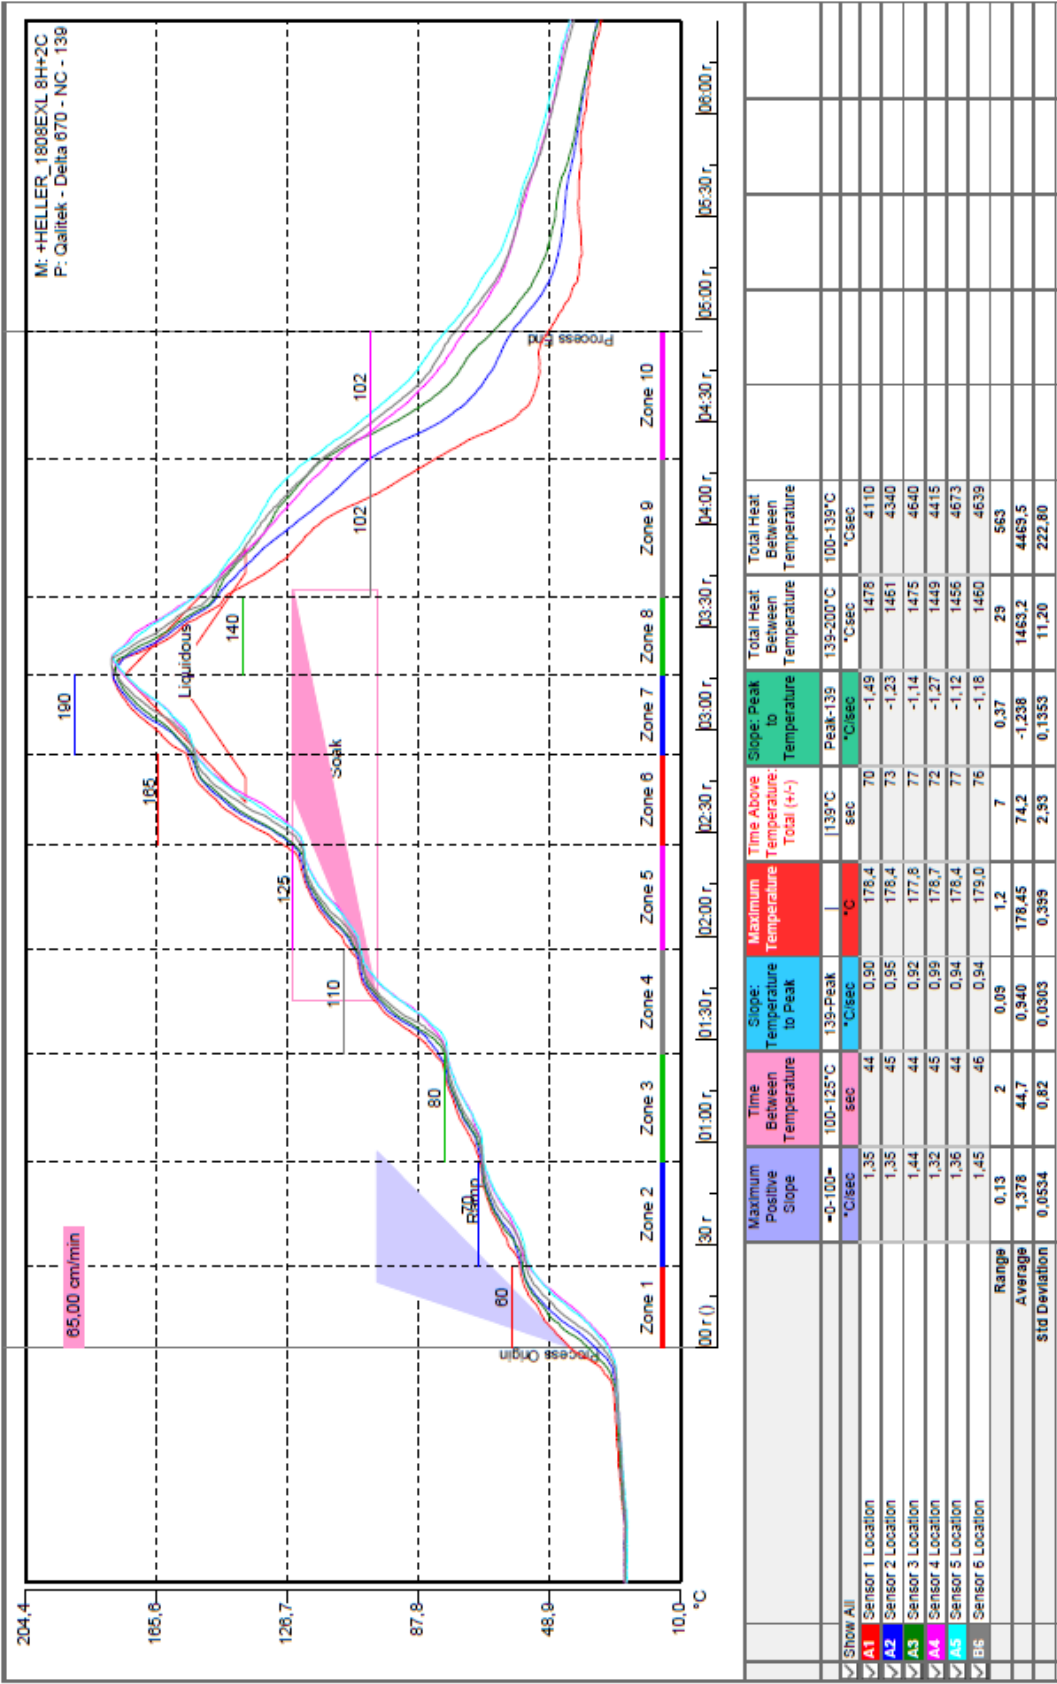 M: +HELLER_1808EXL 8H+2C
P: Qalitek - Delta 670 - NC - 139
65,00 cm/min
204,4
165,6
126,7
87,8
48,9
10,0
°C
60
70
80
110
125
165
190
140
102
102
Ramp
Soak
Liquidous
Process Origin
Process End
Zone 1
Zone 2
Zone 3
Zone 4
Zone 5
Zone 6
Zone 7
Zone 8
Zone 9
Zone 10
00 r ()
30 r
01:00 r,
01:30 r,
02:00 r,
02:30 r,
03:00 r,
03:30 r,
04:00 r,
04:30 r,
05:00 r,
05:30 r,
06:00 r,
Maximum Positive Slope
Time Between Temperature
Slope: Temperature to Peak
Maximum Temperature
Time Above Temperature: Total (+/-)
Slope: Peak to Temperature
Total Heat Between Temperature
Total Heat Between Temperature
=0-100= 100-125°C 139-Peak | |139°C Peak-139 139-200°C 100-139°C
Show All °C/sec sec °C/sec °C sec °C/sec °Csec °Csec
A1 Sensor 1 Location 1,35 44 0,90 178,4 70 -1,49 1478 4110
A2 Sensor 2 Location 1,35 45 0,95 178,4 73 -1,23 1461 4340
A3 Sensor 3 Location 1,44 44 0,92 177,8 77 -1,14 1475 4640
A4 Sensor 4 Location 1,32 45 0,99 178,7 72 -1,27 1449 4415
A5 Sensor 5 Location 1,36 44 0,94 178,4 77 -1,12 1456 4673
B6 Sensor 6 Location 1,45 46 0,94 179,0 76 -1,18 1460 4639
Range 0,13 2 0,09 1,2 7 0,37 29 563
Average 1,378 44,7 0,940 178,45 74,2 -1,238 1463,2 4469,5
Std Deviation 0,0534 0,82 0,0303 0,399 2,93 0,1353 11,20 222,80